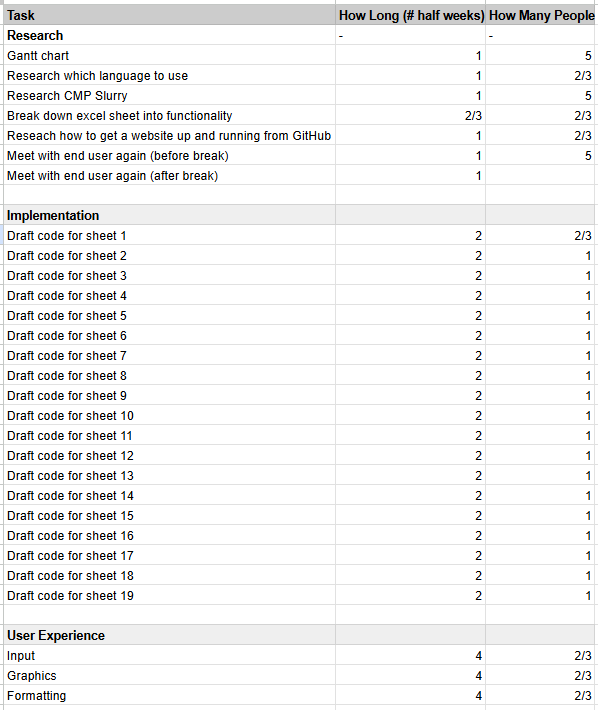 Task How Long (# half weeks) How Many People
Research - -
Gantt chart 1 5
Research which language to use 1 2/3
Research CMP Slurry 1 5
Break down excel sheet into functionality 2/3 2/3
Reseach how to get a website up and running from GitHub 1 2/3
Meet with end user again (before break) 1 5
Meet with end user again (after break) 1
Implementation
Draft code for sheet 1 2 2/3
Draft code for sheet 2 2 1
Draft code for sheet 3 2 1
Draft code for sheet 4 2 1
Draft code for sheet 5 2 1
Draft code for sheet 6 2 1
Draft code for sheet 7 2 1
Draft code for sheet 8 2 1
Draft code for sheet 9 2 1
Draft code for sheet 10 2 1
Draft code for sheet 11 2 1
Draft code for sheet 12 2 1
Draft code for sheet 13 2 1
Draft code for sheet 14 2 1
Draft code for sheet 15 2 1
Draft code for sheet 16 2 1
Draft code for sheet 17 2 1
Draft code for sheet 18 2 1
Draft code for sheet 19 2 1
User Experience
Input 4 2/3
Graphics 4 2/3
Formatting 4 2/3